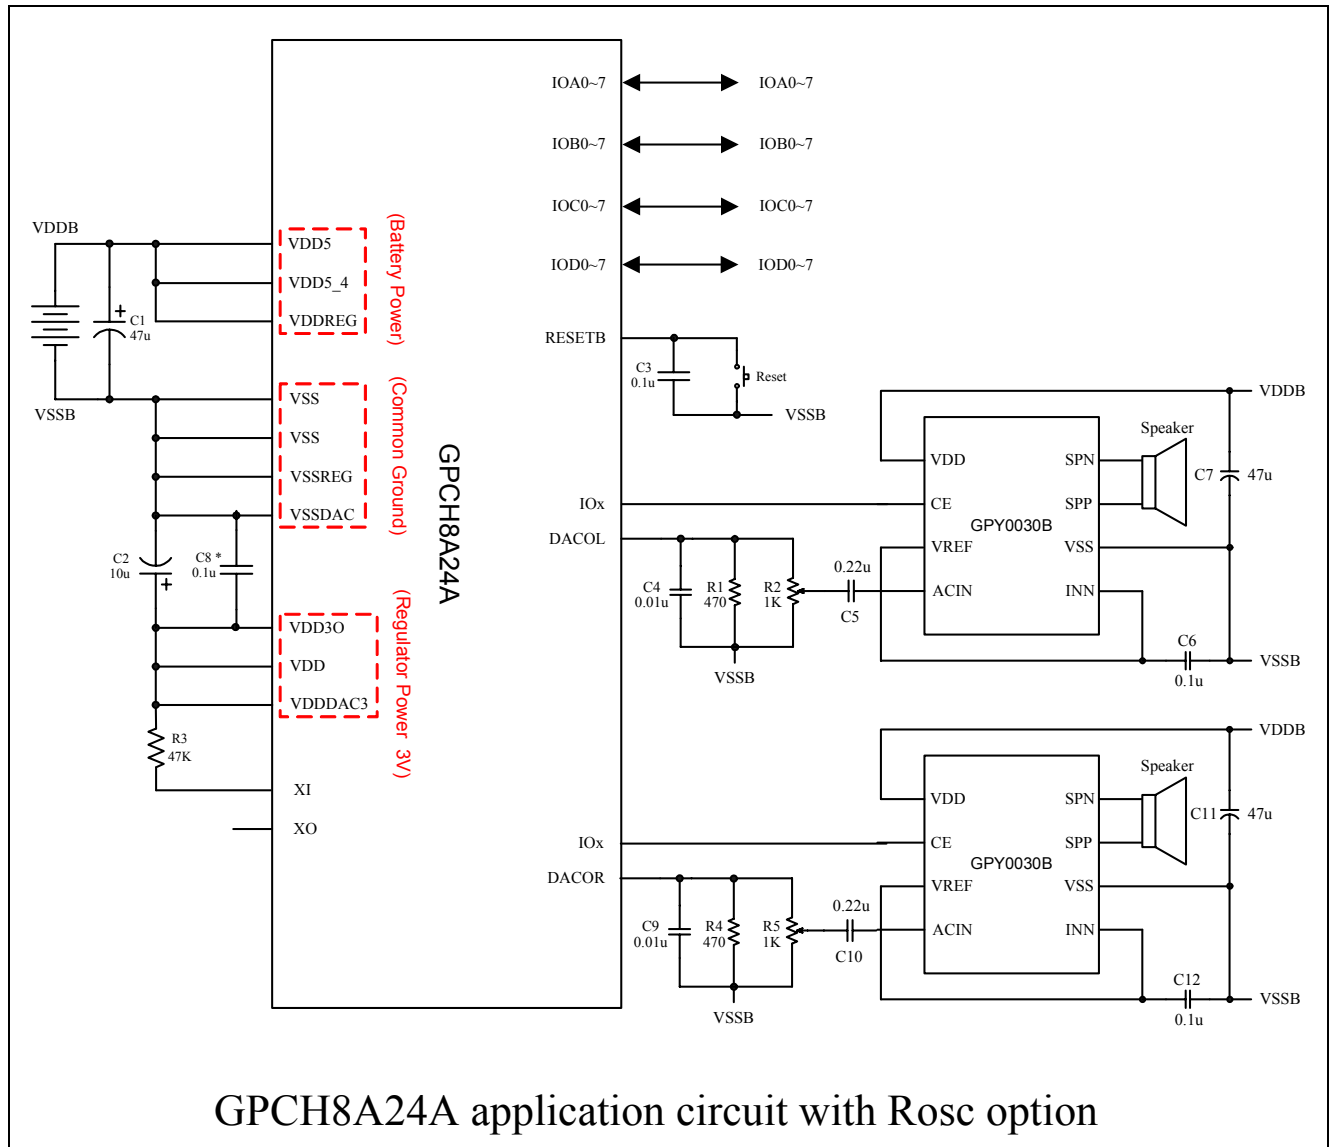 IOA0~7 IOA0~7
IOB0~7 IOB0~7
IOC0~7 IOC0~7
IOD0~7 IOD0~7
VDDB
VDD5
VDD5_4
VDDREG
(Battery Power)
+ C1
47u
VSSB
VSS
VSS
VSSREG
VSSDAC
(Common Ground)
C2
10u
+
C8 *
0.1u
VDD3O
VDD
VDDDAC3
(Regulator Power 3V)
R3
47K
XI
XO
GPCH8A24A
RESETB
C3
0.1u
Reset
VSSB
IOx
DACOL
C4
0.01u
R1
470
R2
1K
VSSB
0.22u
C5
VDD
CE
VREF
ACIN
GPY0030B
SPN
SPP
VSS
INN
Speaker
C7
47u
VDDB
C6
0.1u
VSSB
IOx
DACOR
C9
0.01u
R4
470
R5
1K
VSSB
0.22u
C10
VDD
CE
VREF
ACIN
GPY0030B
SPN
SPP
VSS
INN
Speaker
C11
47u
VDDB
C12
0.1u
VSSB
GPCH8A24A application circuit with Rosc option